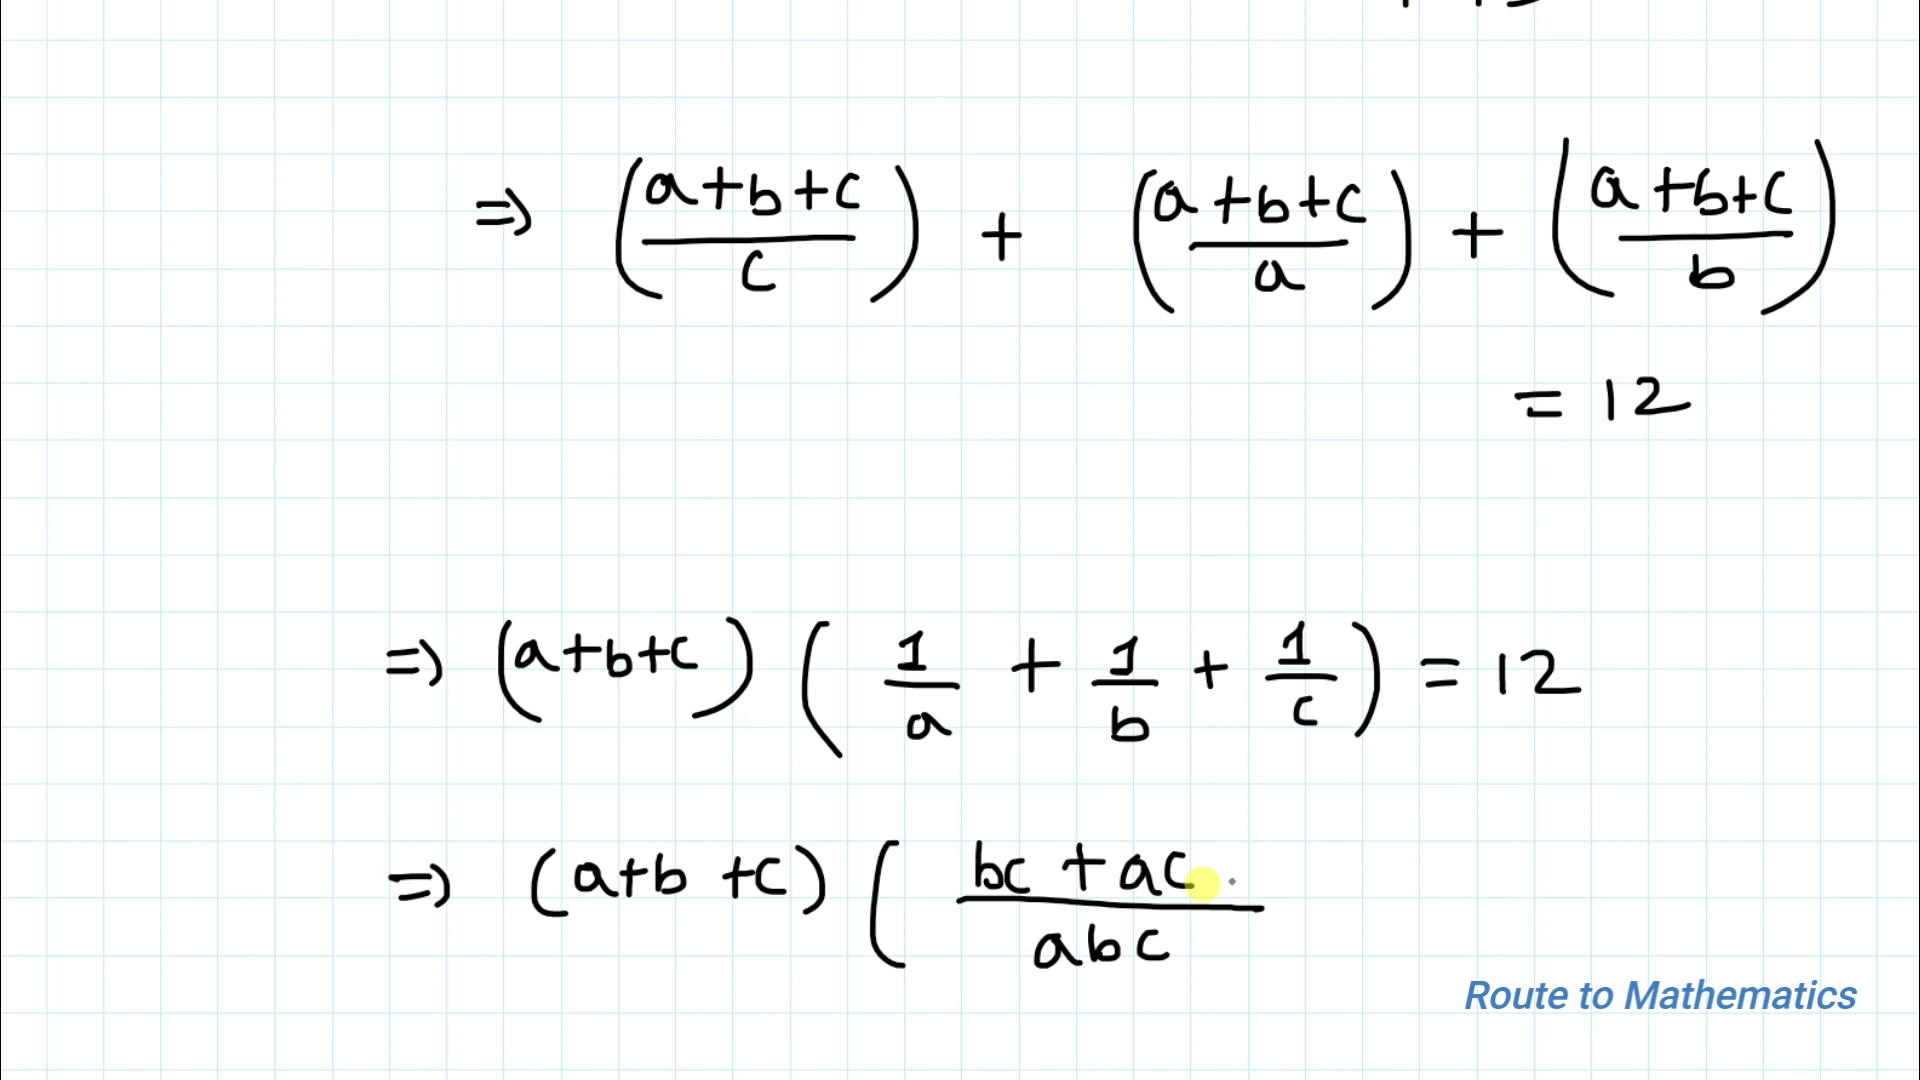 ⇒ ((a+b+c)/c) + ((a+b+c)/a) + ((a+b+c)/b)
= 12
⇒ (a+b+c) (1/a + 1/b + 1/c) = 12
⇒ (a+b+c) ( (bc + ac)/abc
Route to Mathematics